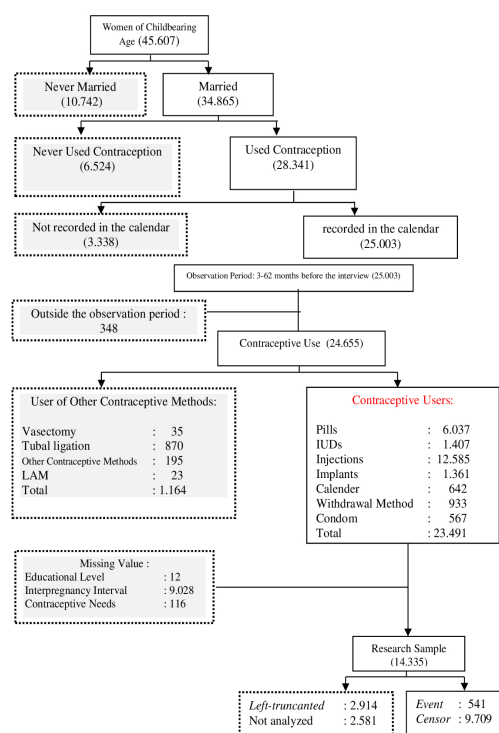 Women of Childbearing
Age (45.607)
Never Married
(10.742)
Married
(34.865)
Never Used Contraception
(6.524)
Used Contraception
(28.341)
Not recorded in the calendar
(3.338)
recorded in the calendar
(25.003)
Observation Period: 3-62 months before the interview (25.003)
Outside the observation period :
348
Contraceptive Use (24.655)
User of Other Contraceptive Methods:
Vasectomy : 35
Tubal ligation : 870
Other Contraceptive Methods : 195
LAM : 23
Total : 1.164
Contraceptive Users:
Pills : 6.037
IUDs : 1.407
Injections : 12.585
Implants : 1.361
Calender : 642
Withdrawal Method : 933
Condom : 567
Total : 23.491
Missing Value :
Educational Level : 12
Interpregnancy Interval : 9.028
Contraceptive Needs : 116
Research Sample
(14.335)
Left-truncanted : 2.914
Not analyzed : 2.581
Event : 541
Censor : 9.709